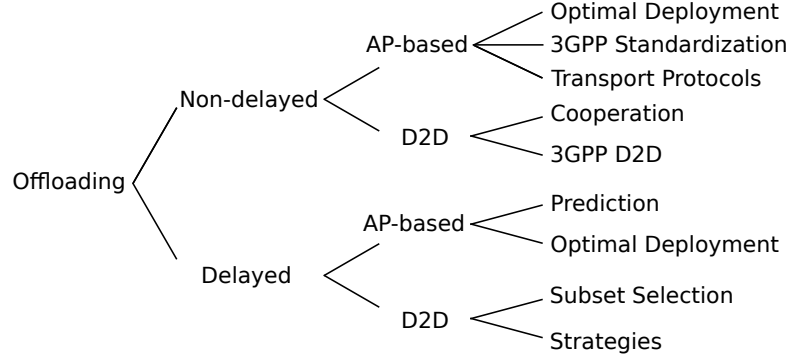 Optimal Deployment
AP-based
3GPP Standardization
Transport Protocols
Non-delayed
Cooperation
D2D
3GPP D2D
Offloading
Prediction
AP-based
Optimal Deployment
Delayed
Subset Selection
D2D
Strategies